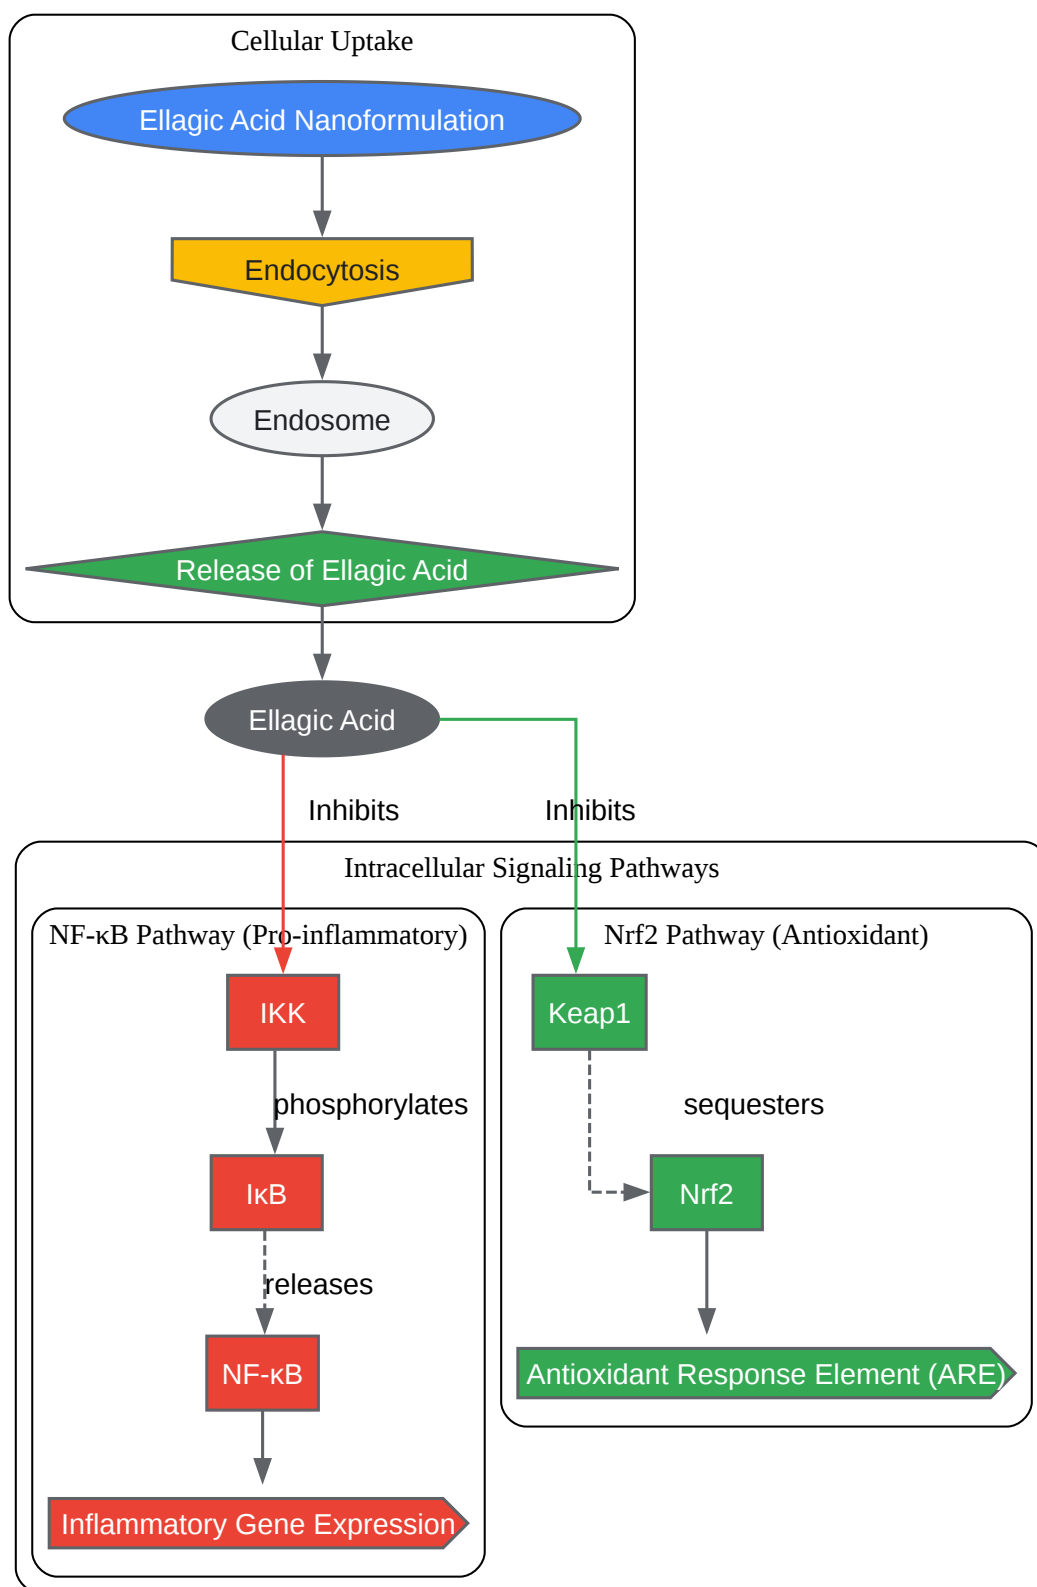 Cellular Uptake
Ellagic Acid Nanoformulation
Endocytosis
Endosome
Release of Ellagic Acid
Ellagic Acid
Inhibits
Inhibits
Intracellular Signaling Pathways
NF-κB Pathway (Pro-inflammatory)
IKK
phosphorylates
IκB
releases
NF-κB
Inflammatory Gene Expression
Nrf2 Pathway (Antioxidant)
Keap1
sequesters
Nrf2
Antioxidant Response Element (ARE)